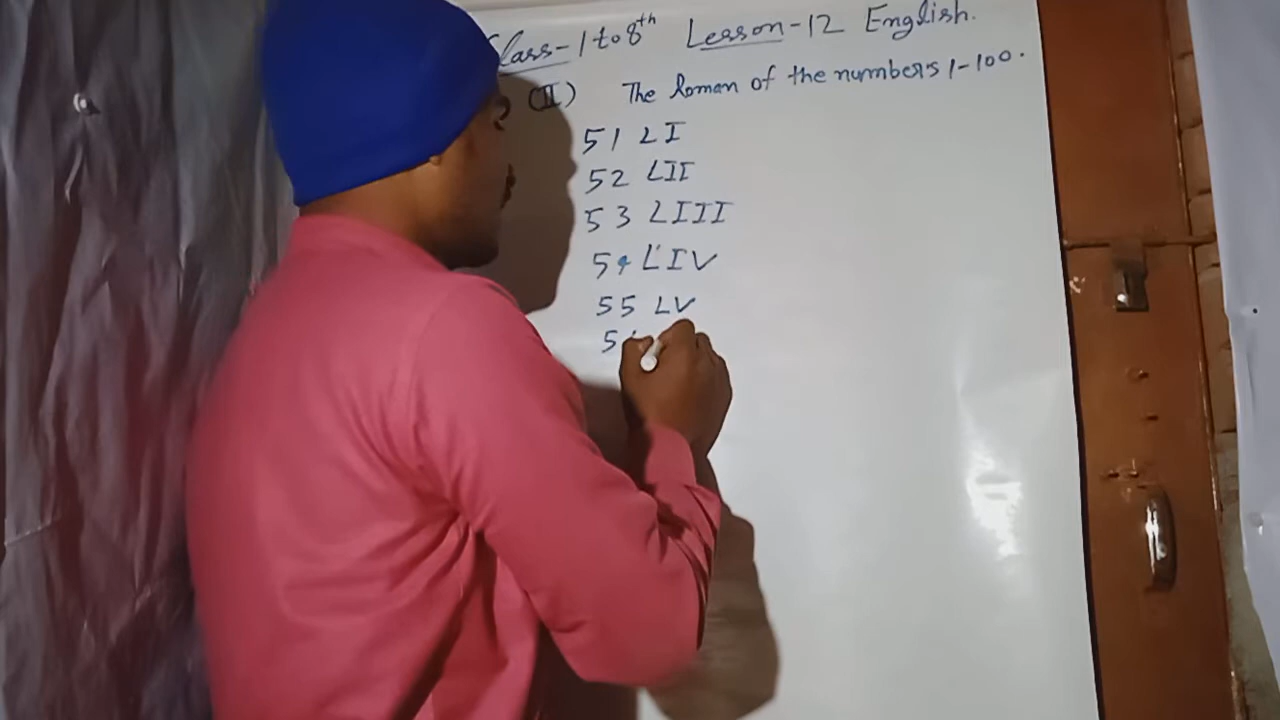 Class-1 to 8th Lesson-12 English.
(II) The Roman of the numbers 1-100.
51 LI
52 LII
53 LIII
54 LIV
55 LV
5